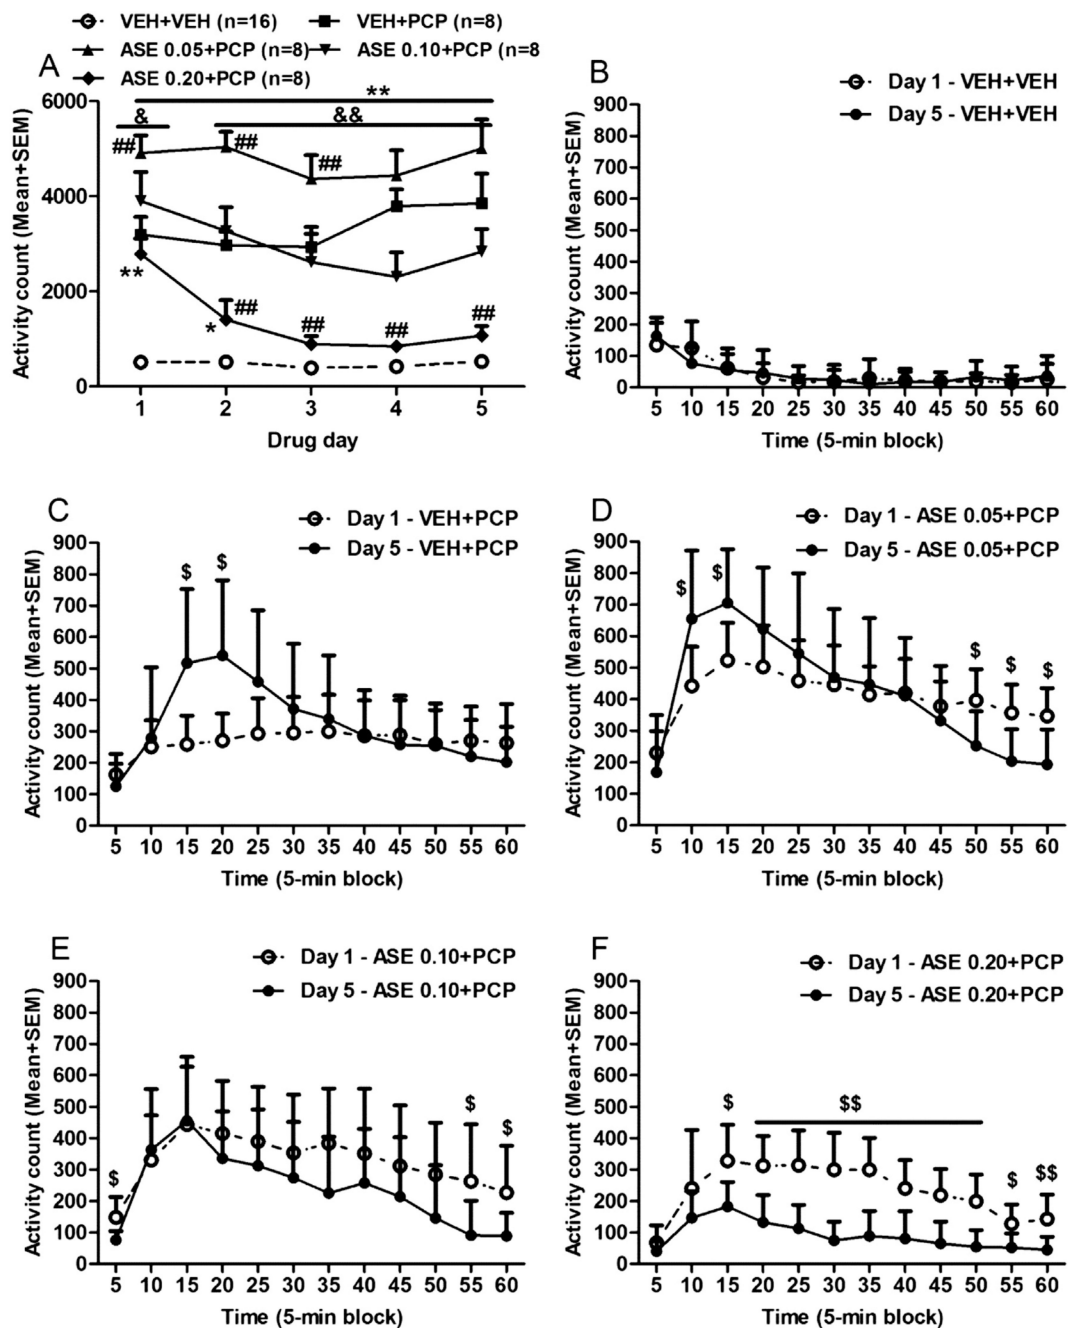 VEH+VEH (n=16) VEH+PCP (n=8)
ASE 0.05+PCP (n=8) ASE 0.10+PCP (n=8
ASE 0.20+PCP (n=8)
A
Activity count (Mean+SEM)
6000
4000
2000
0
**
&
&&
##
##
##
**
*
##
##
##
##
1 2 3 4 5
Drug day
B
Day 1 - VEH+VEH
Day 5 - VEH+VEH
Activity count (Mean+SEM)
900
800
700
600
500
400
300
200
100
0
5 10 15 20 25 30 35 40 45 50 55 60
Time (5-min block)
C
Day 1 - VEH+PCP
Day 5 - VEH+PCP
Activity count (Mean+SEM)
900
800
700
600
500
400
300
200
100
0
$ $
5 10 15 20 25 30 35 40 45 50 55 60
Time (5-min block)
D
Day 1 - ASE 0.05+PCP
Day 5 - ASE 0.05+PCP
Activity count (Mean+SEM)
900
800
700
600
500
400
300
200
100
0
$ $ $ $ $
5 10 15 20 25 30 35 40 45 50 55 60
Time (5-min block)
E
Day 1 - ASE 0.10+PCP
Day 5 - ASE 0.10+PCP
Activity count (Mean+SEM)
900
800
700
600
500
400
300
200
100
0
$ $ $
5 10 15 20 25 30 35 40 45 50 55 60
Time (5-min block)
F
Day 1 - ASE 0.20+PCP
Day 5 - ASE 0.20+PCP
Activity count (Mean+SEM)
900
800
700
600
500
400
300
200
100
0
$ $$ $ $$
5 10 15 20 25 30 35 40 45 50 55 60
Time (5-min block)